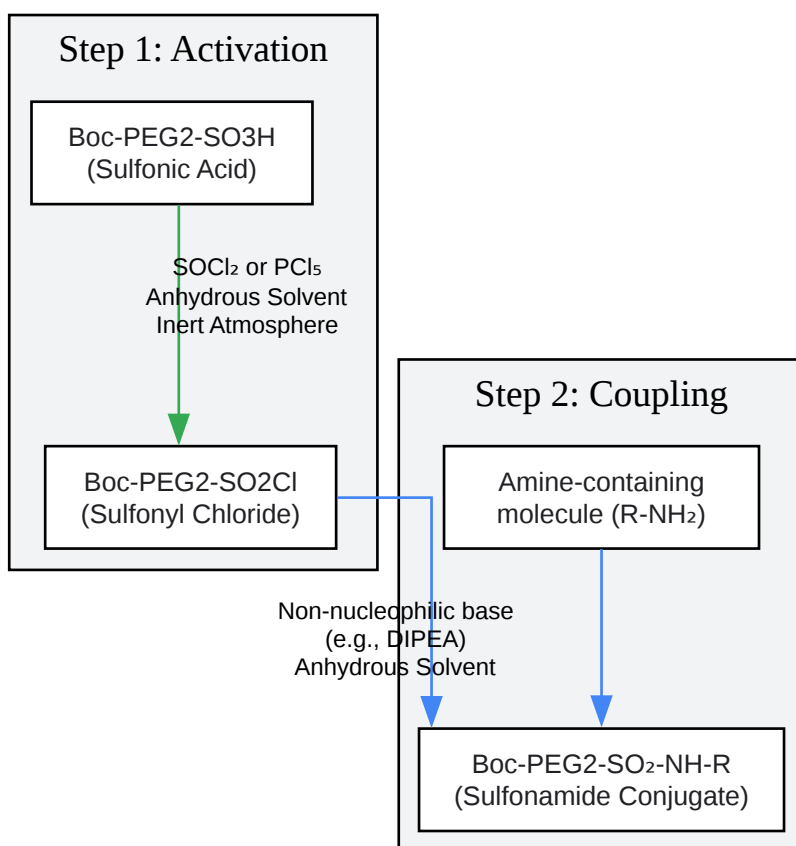 Step 1: Activation
Boc-PEG2-SO3H
(Sulfonic Acid)
SOCl₂ or PCl₅
Anhydrous Solvent
Inert Atmosphere
Boc-PEG2-SO2Cl
(Sulfonyl Chloride)
Step 2: Coupling
Amine-containing
molecule (R-NH₂)
Non-nucleophilic base
(e.g., DIPEA)
Anhydrous Solvent
Boc-PEG2-SO₂-NH-R
(Sulfonamide Conjugate)